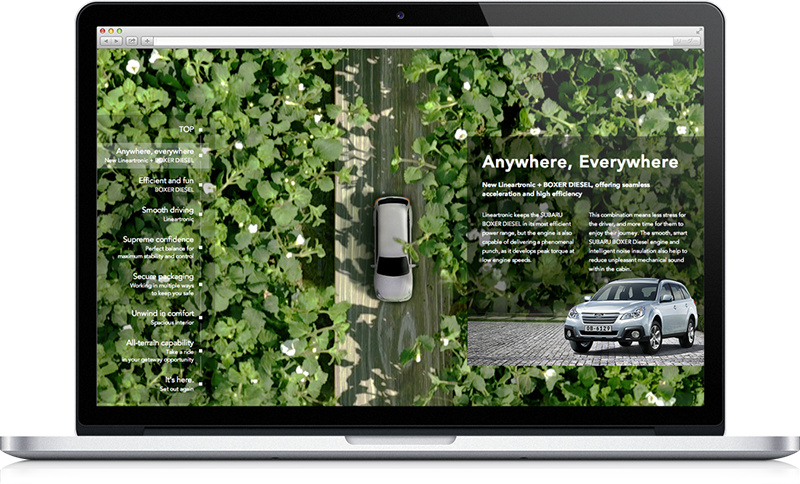 TOP
Anywhere, everywhere
New Lineartronic + BOXER DIESEL
Efficient and fun
BOXER DIESEL
Smooth driving
Lineartronic
Supreme confidence
Perfect balance for
maximum stability and control
Secure packaging
Working in multiple ways
to keep you safe
Unwind in comfort
Spacious interior
All-terrain capability
Take a ride
in your getaway opportunity
It's here.
Set out again
Anywhere, Everywhere
New Lineartronic + BOXER DIESEL, offering seamless
acceleration and high efficiency
Lineartronic keeps the SUBARU
BOXER DIESEL in its most efficient
power range, but the engine is also
capable of delivering a phenomenal
punch, as it develops peak torque at
low engine speeds.
This combination means less stress for
the driver, and more time for them to
enjoy their journey. The smooth, smart
SUBARU BOXER Diesel engine and
intelligent noise insulation also help to
reduce unpleasant mechanical sound
within the cabin.